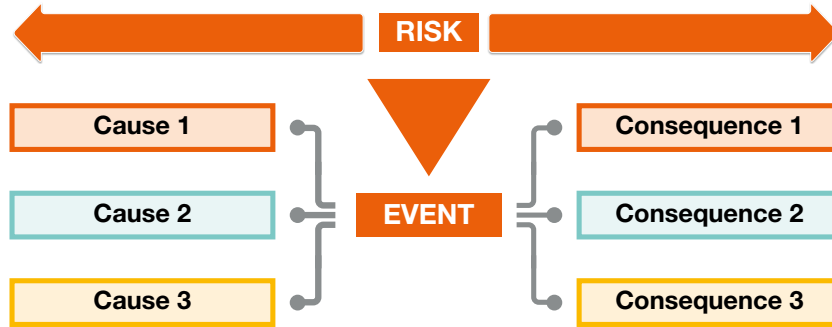 RISK
Cause 1
Consequence 1
Cause 2
EVENT
Consequence 2
Cause 3
Consequence 3